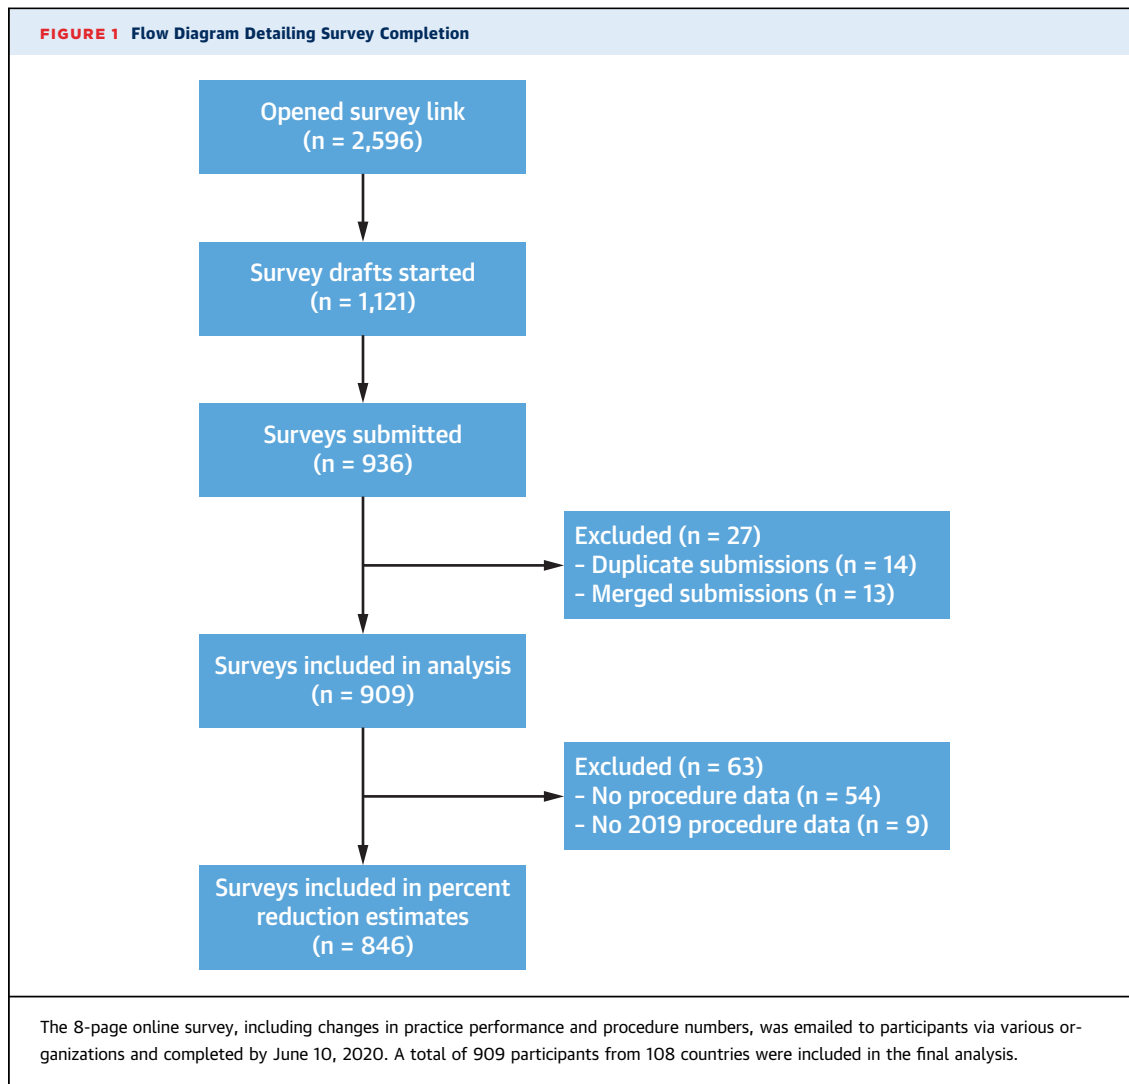 FIGURE 1 Flow Diagram Detailing Survey Completion
Opened survey link
(n = 2,596)
Survey drafts started
(n = 1,121)
Surveys submitted
(n = 936)
Excluded (n = 27)
- Duplicate submissions (n = 14)
- Merged submissions (n = 13)
Surveys included in analysis
(n = 909)
Excluded (n = 63)
- No procedure data (n = 54)
- No 2019 procedure data (n = 9)
Surveys included in percent
reduction estimates
(n = 846)
The 8-page online survey, including changes in practice performance and procedure numbers, was emailed to participants via various or-
ganizations and completed by June 10, 2020. A total of 909 participants from 108 countries were included in the final analysis.